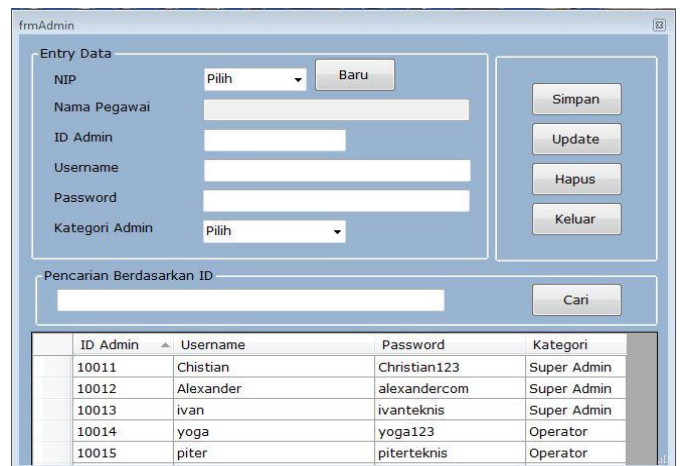 frmAdmin
Entry Data
NIP Pilih Baru
Nama Pegawai
ID Admin
Username
Password
Kategori Admin Pilih
Simpan
Update
Hapus
Keluar
Pencarian Berdasarkan ID
Cari
ID Admin Username Password Kategori
10011 Chistian Christian123 Super Admin
10012 Alexander alexandercom Super Admin
10013 ivan ivanteknis Super Admin
10014 yoga yoga123 Operator
10015 piter piterteknis Operator